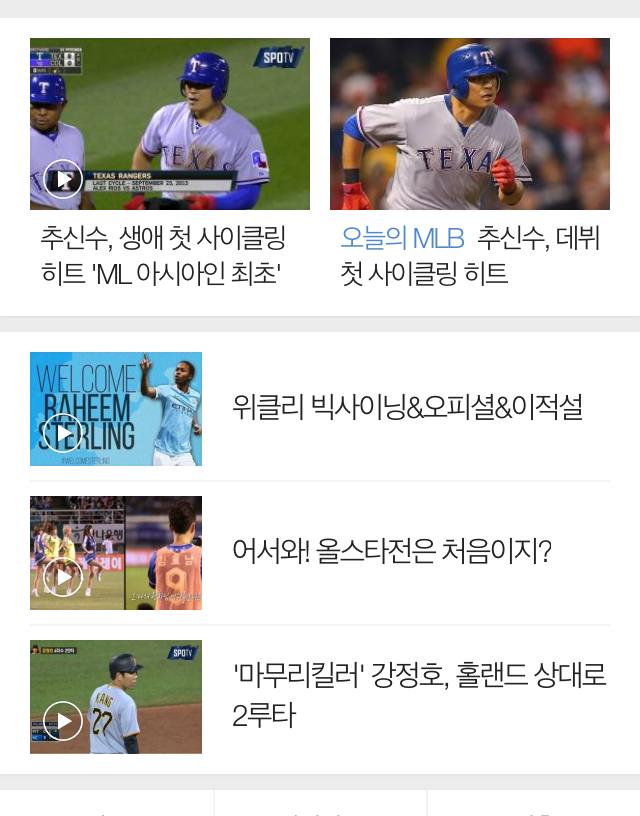 SPOTV
TEXAS
TEXAS RANGERS
LAST CYCLE - SEPTEMBER 23, 2013
ALEX RIOS VS ASTROS
TEXA
추신수, 생애 첫 사이클링
히트 'ML 아시아인 최초'
오늘의 MLB 추신수, 데뷔
첫 사이클링 히트
WELCOME
RAHEEM
STERLING
위클리 빅사이닝&오피셜&이적설
9
어서와! 올스타전은 처음이지?
SPOTV
KANG
27
'마무리킬러' 강정호, 홀랜드 상대로
2루타